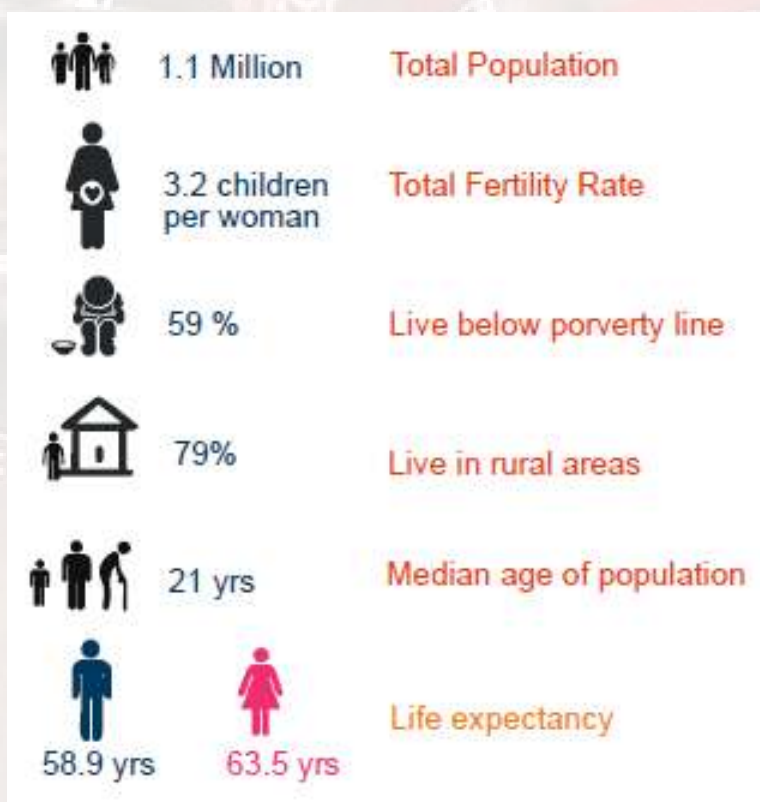 1.1 Million Total Population
3.2 children
per woman
Total Fertility Rate
59 % Live below porverty line
79% Live in rural areas
21 yrs Median age of population
Life expectancy
58.9 yrs 63.5 yrs